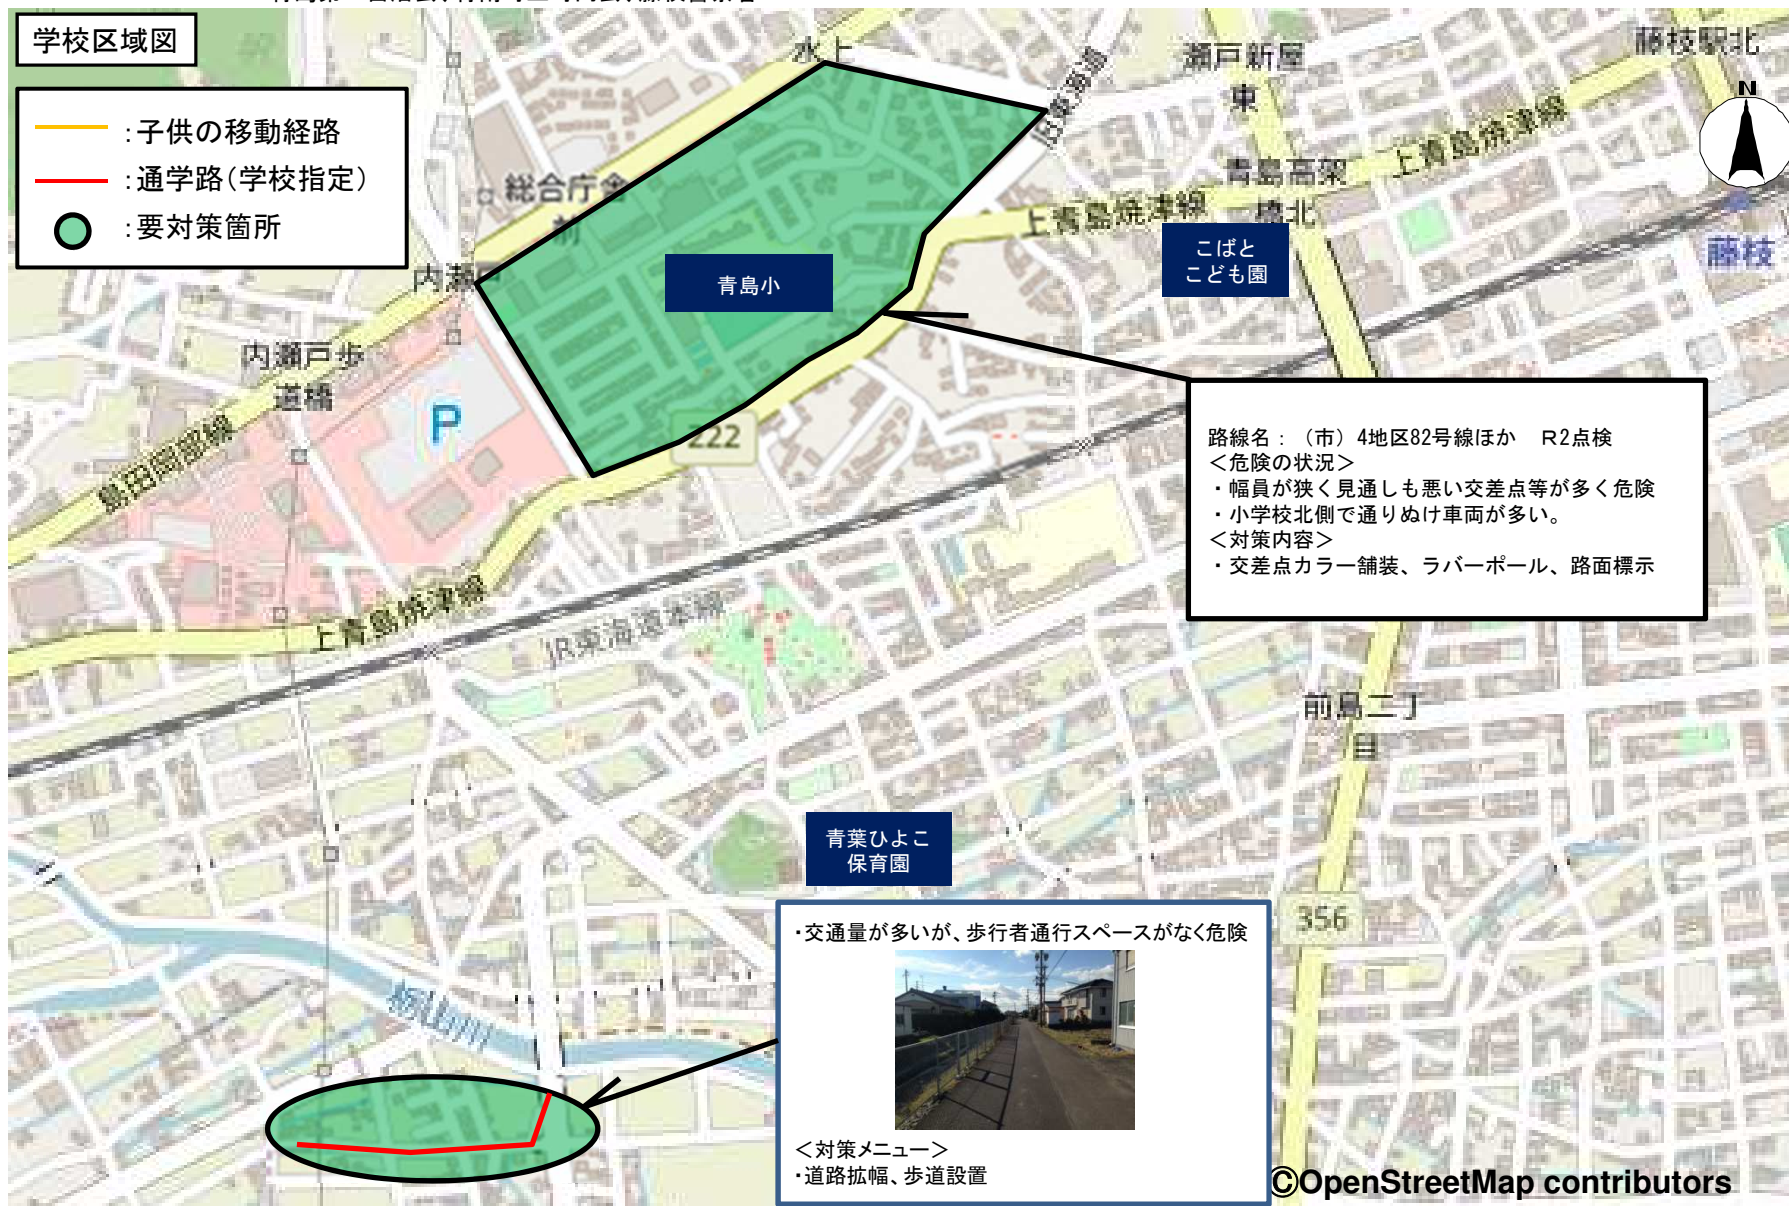 学校区域図
:子供の移動経路
:通学路(学校指定)
:要対策箇所
水上
瀬戸新屋
東
藤枝駅北
N
JR東海道
上青島焼津線
青島高架
橋北
上青島焼津線
総合庁舎
前
こばと
こども園
藤枝
内瀬戸
青島小
内瀬戸歩
道橋
P
222
島田岡部線
路線名：（市）4地区82号線ほか　R2点検
＜危険の状況＞
・幅員が狭く見通しも悪い交差点等が多く危険
・小学校北側で通りぬけ車両が多い。
＜対策内容＞
・交差点カラー舗装、ラバーポール、路面標示
上青島焼津線
JR東海道本線
前島二丁
目
青葉ひよこ
保育園
356
・交通量が多いが、歩行者通行スペースがなく危険
栃山川
＜対策メニュー＞
・道路拡幅、歩道設置
©OpenStreetMap contributors